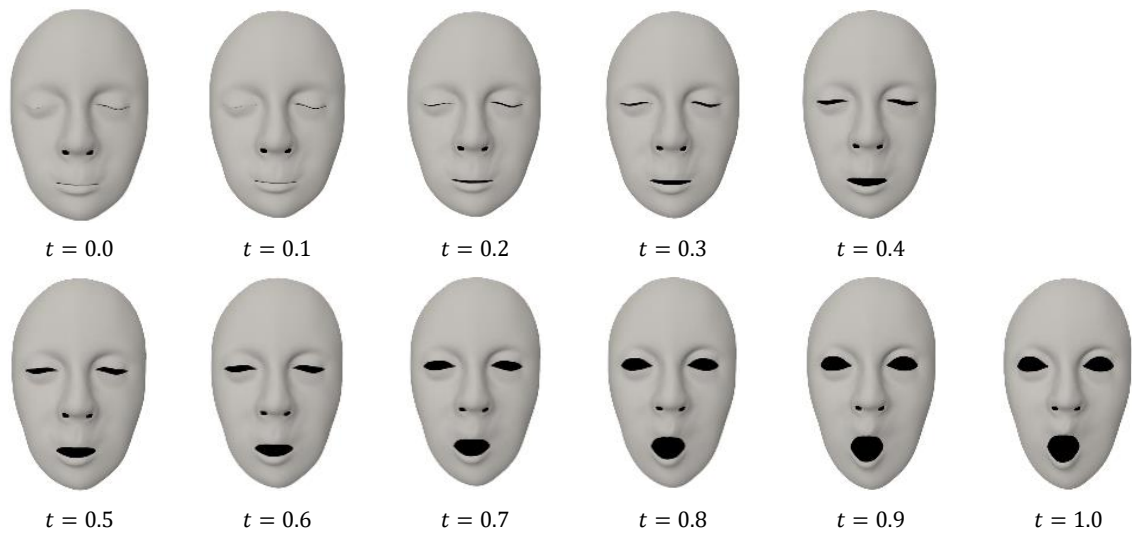 t = 0.0 t = 0.1 t = 0.2 t = 0.3 t = 0.4
t = 0.5 t = 0.6 t = 0.7 t = 0.8 t = 0.9 t = 1.0